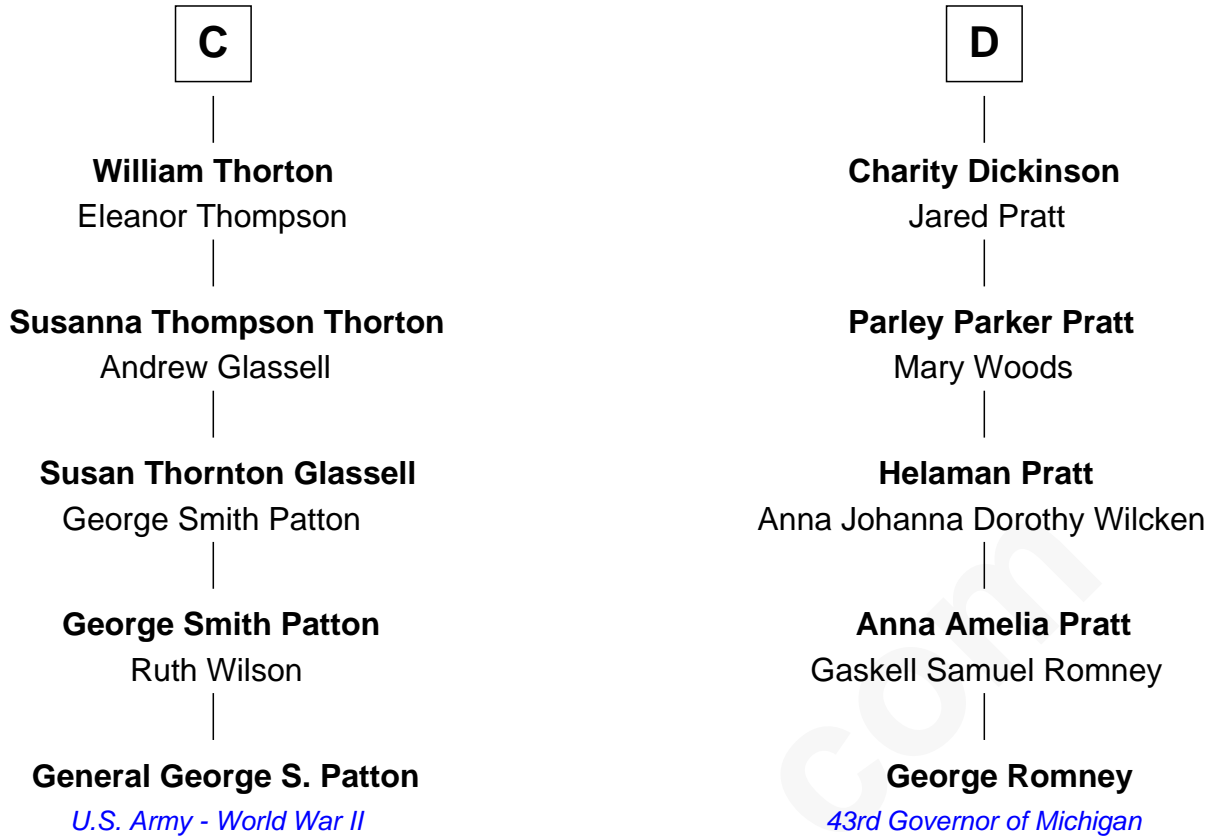 C
William Thorton
Eleanor Thompson
Susanna Thompson Thorton
Andrew Glassell
Susan Thornton Glassell
George Smith Patton
George Smith Patton
Ruth Wilson
General George S. Patton
U.S. Army - World War II
D
Charity Dickinson
Jared Pratt
Parley Parker Pratt
Mary Woods
Helaman Pratt
Anna Johanna Dorothy Wilcken
Anna Amelia Pratt
Gaskell Samuel Romney
George Romney
43rd Governor of Michigan
com